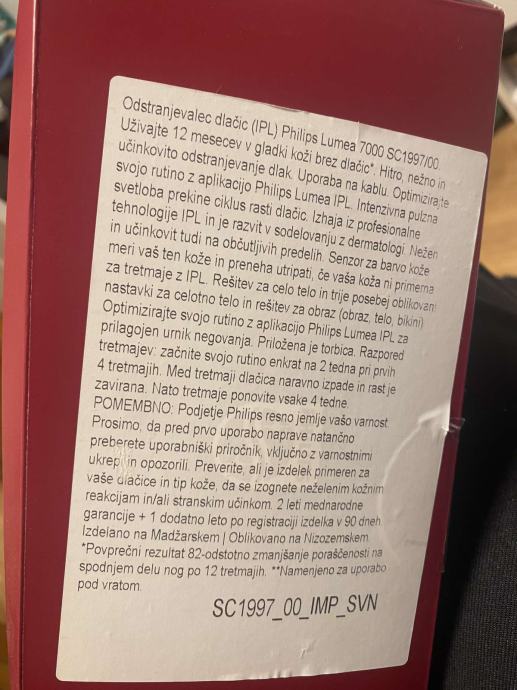 Odstranjevalec dlačic (IPL) Philips Lumea 7000 SC1997/00.
Uživajte 12 mesecev v gladki koži brez dlačic*. Hitro, nežno in
učinkovito odstranjevanje dlak. Uporaba na kablu. Optimizirajte
svojo rutino z aplikacijo Philips Lumea IPL. Intenzivna pulzna
svetloba prekine ciklus rasti dlačic. Izhaja iz profesionalne
tehnologije IPL in je razvit v sodelovanju z dermatologi. Nežen
in učinkovit tudi na občutljivih predelih. Senzor za barvo kože
meri vaš ten kože in preneha utripati, če vaša koža ni primerna
za tretmaje z IPL. Rešitev za celo telo in trije posebej oblikovani
nastavki za celotno telo in rešitev za obraz (obraz, telo, bikini)
Optimizirajte svojo rutino z aplikacijo Philips Lumea IPL za
prilagojen urnik negovanja. Priložena je torbica. Razpored
tretmajev: začnite svojo rutino enkrat na 2 tedna pri prvih
4 tretmajih. Med tretmaji dlačica naravno izpade in rast je
zavirana. Nato tretmaje ponovite vsake 4 tedne.
POMEMBNO: Podjetje Philips resno jemlje vašo varnost.
Prosimo, da pred prvo uporabo naprave natančno
preberete uporabniški priročnik, vključno z varnostnimi
ukrepi in opozorili. Preverite, ali je izdelek primeren za
vaše dlačice in tip kože, da se izognete neželenim kožnim
reakcijam in/ali stranskim učinkom. 2 leti mednarodne
garancije + 1 dodatno leto po registraciji izdelka v 90 dneh.
Izdelano na Madžarskem | Oblikovano na Nizozemskem.
*Povprečni rezultat 82-odstotno zmanjšanje poraščenosti na
spodnjem delu nog po 12 tretmajih. **Namenjeno za uporabo
pod vratom.
SC1997_00_IMP_SVN